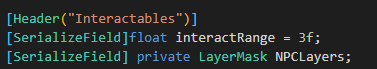 [Header("Interactables")]
[SerializeField]float interactRange = 3f;
[SerializeField] private LayerMask NPCLayers;